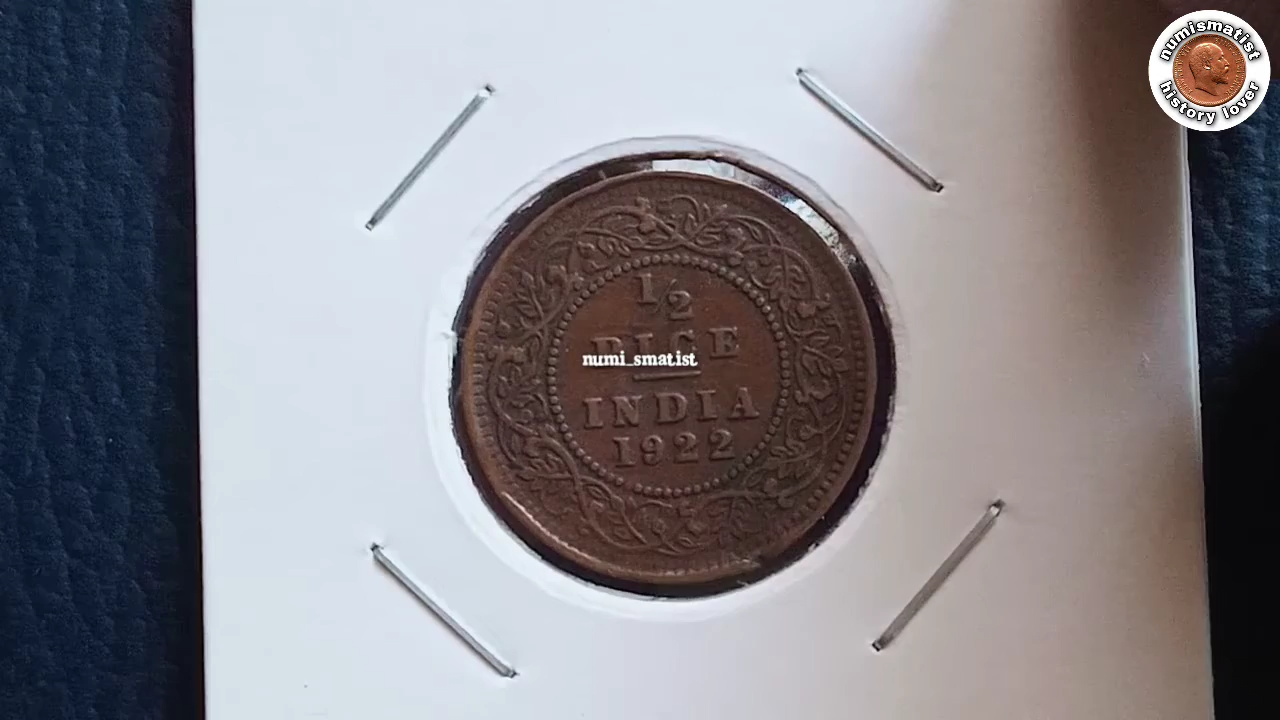 numismatist
history lover
1/2
PICE
numi_smatist
INDIA
1922